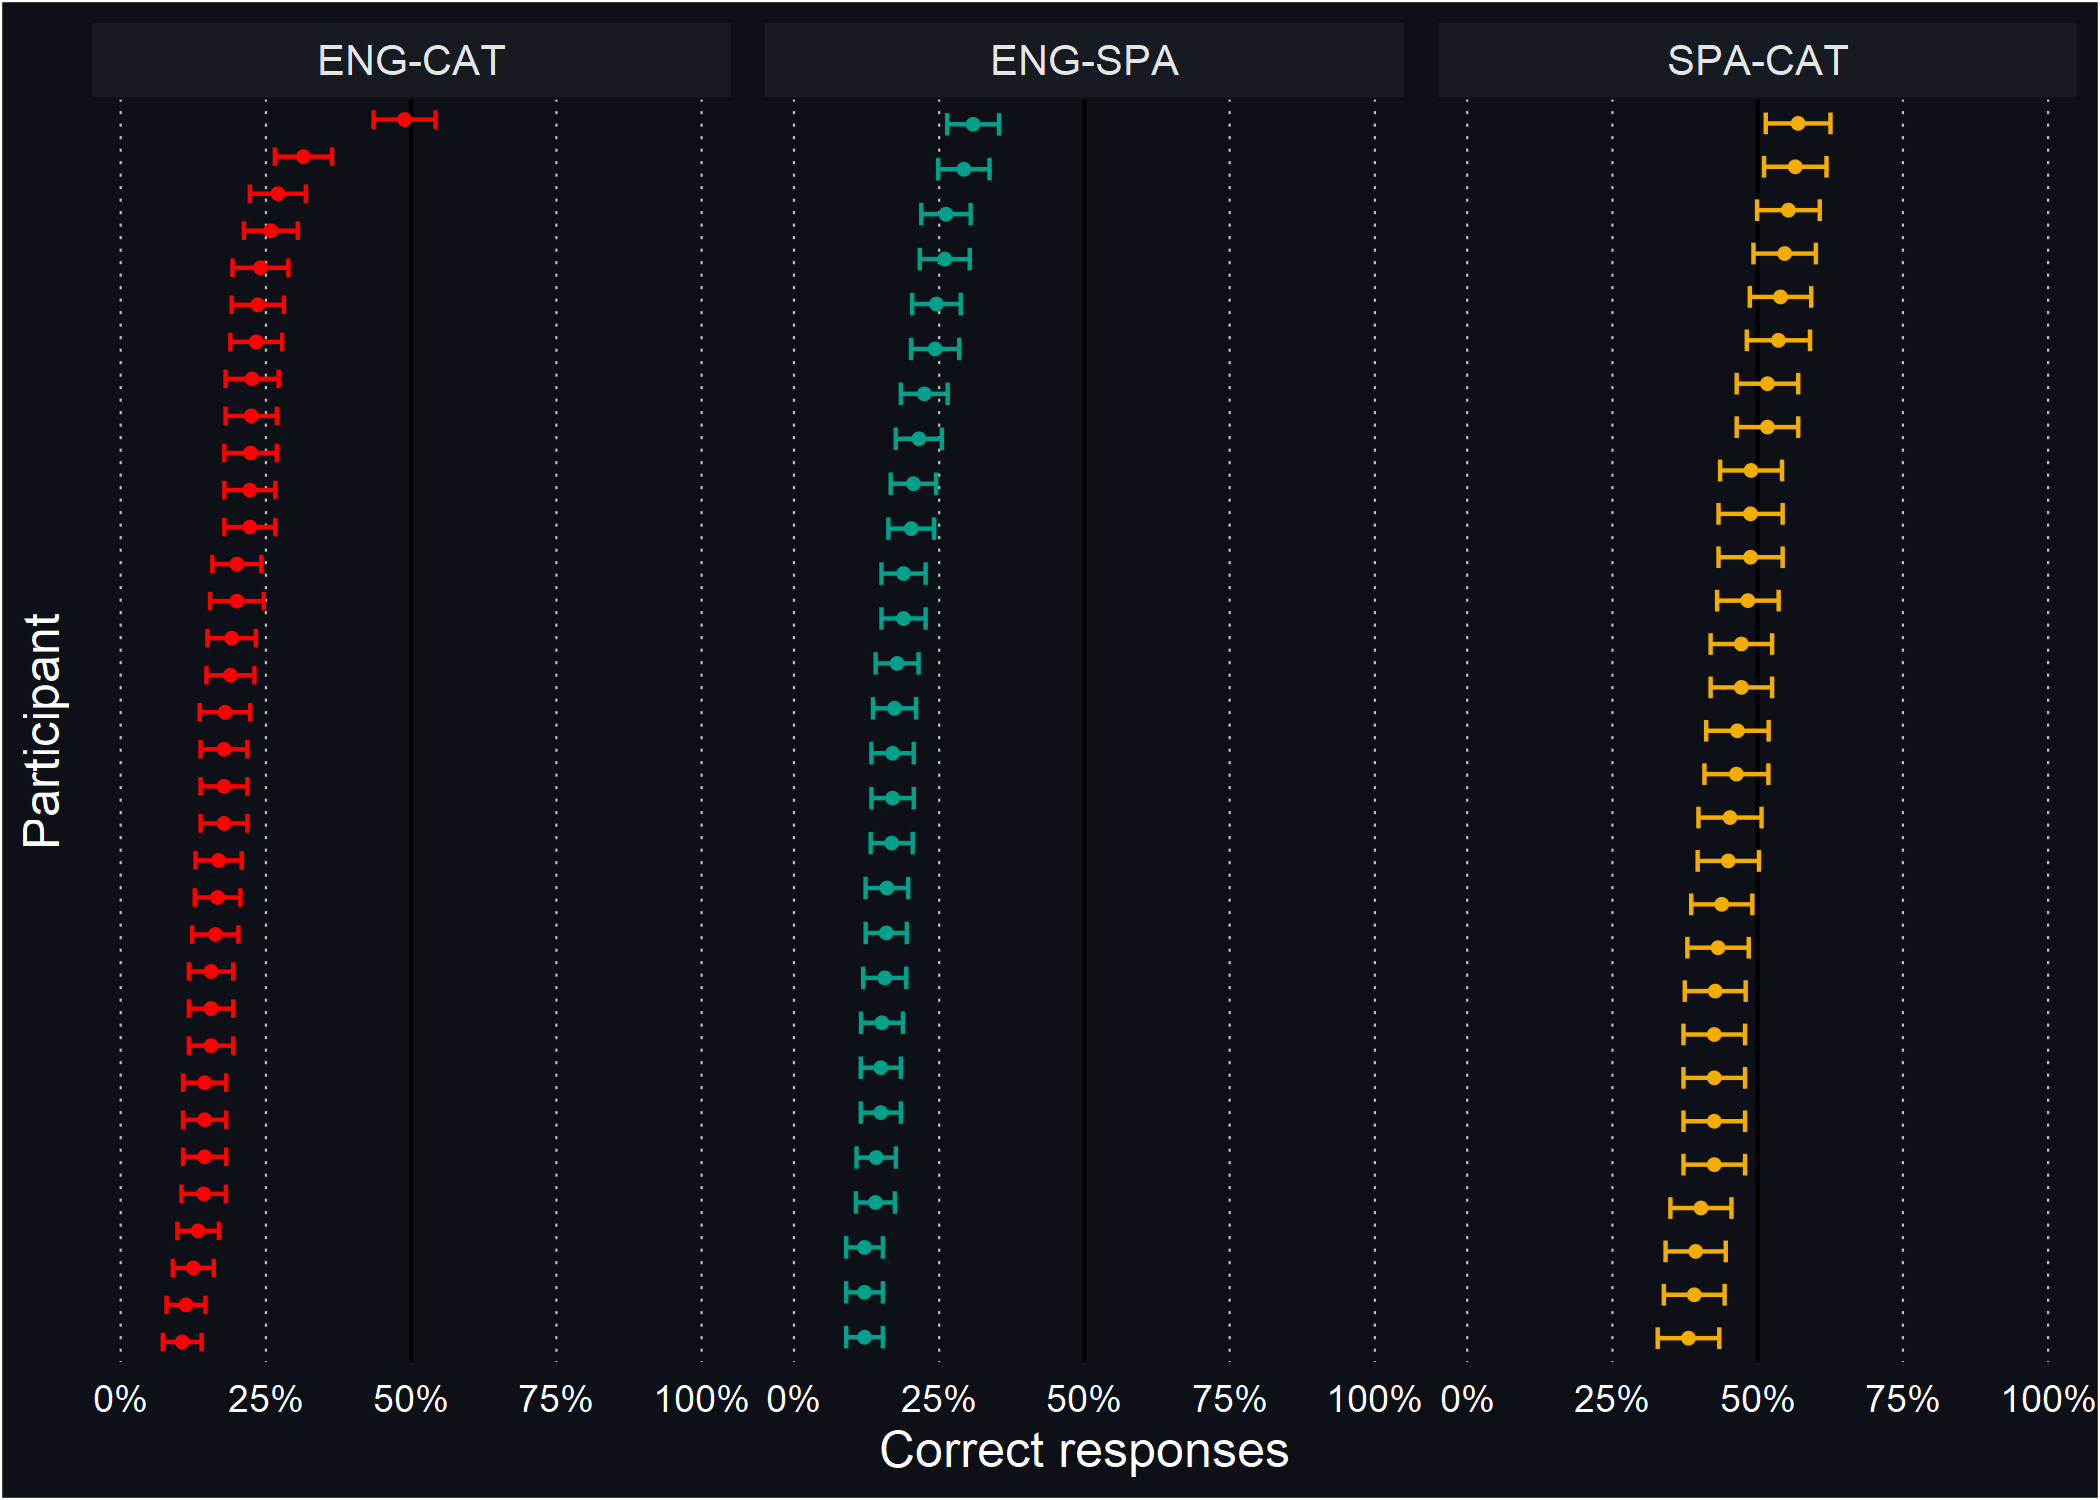 ENG-CAT
ENG-SPA
SPA-CAT
Participant
0% 25% 50% 75% 100%
0% 25% 50% 75% 100%
0% 25% 50% 75% 100%
Correct responses